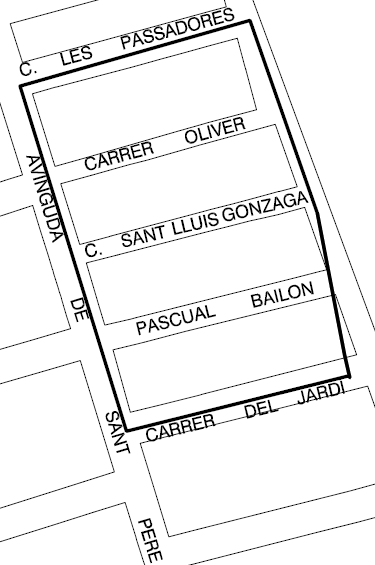 C. LES PASSADORES
CARRER OLIVER
AVINGUDA DE SANT PERE
C. SANT LLUIS GONZAGA
PASCUAL BAILON
CARRER DEL JARDI